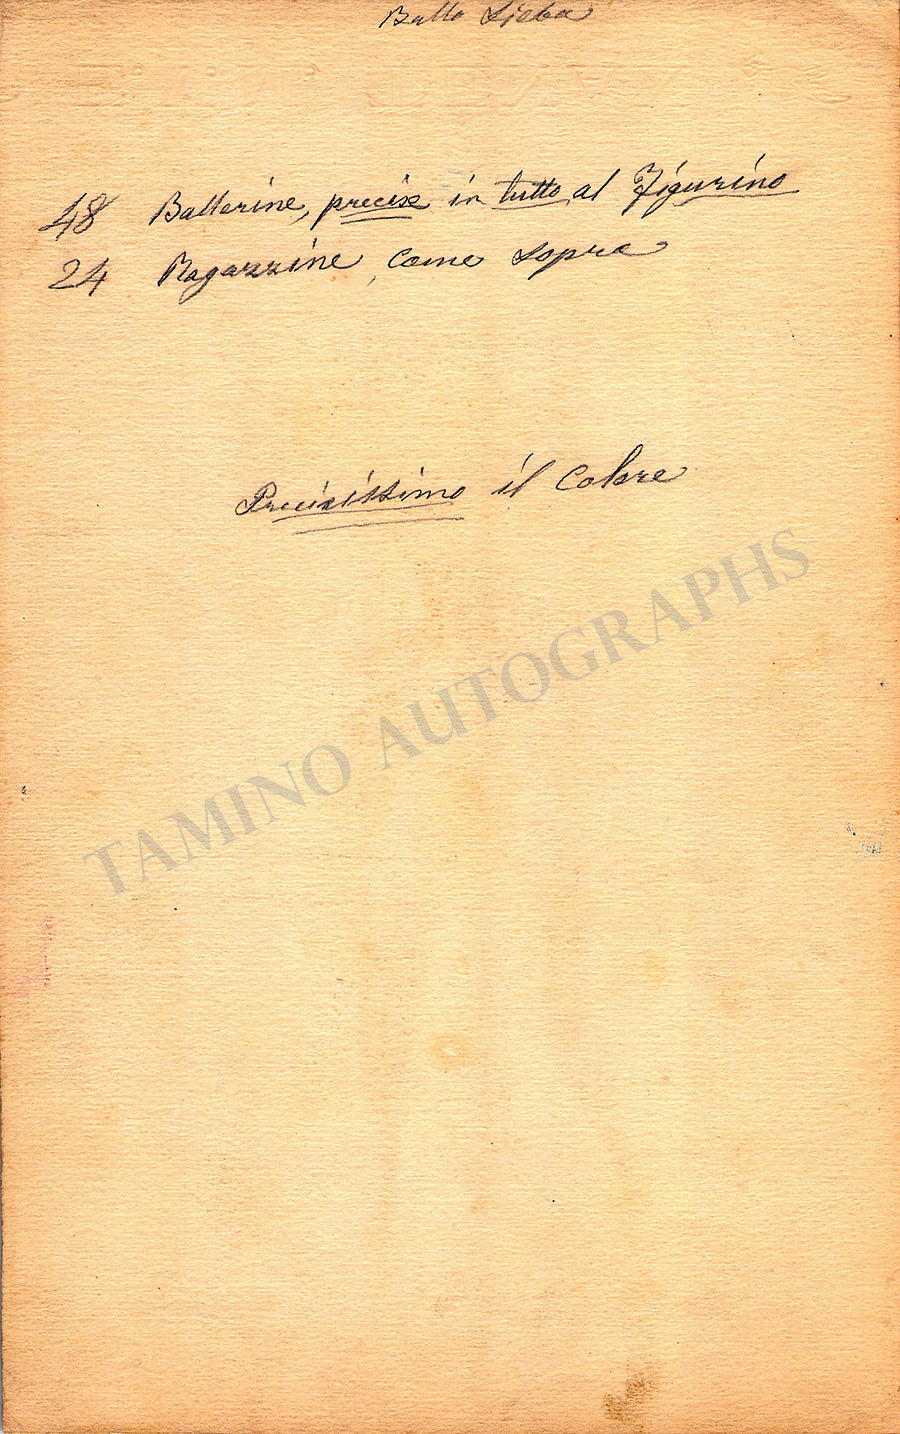 Ballo Sieba
48 Ballerine, precise in tutto al Figurino
24 Ragazzine, come sopra
Precisissimo il Colore
TAMINO AUTOGRAPHS